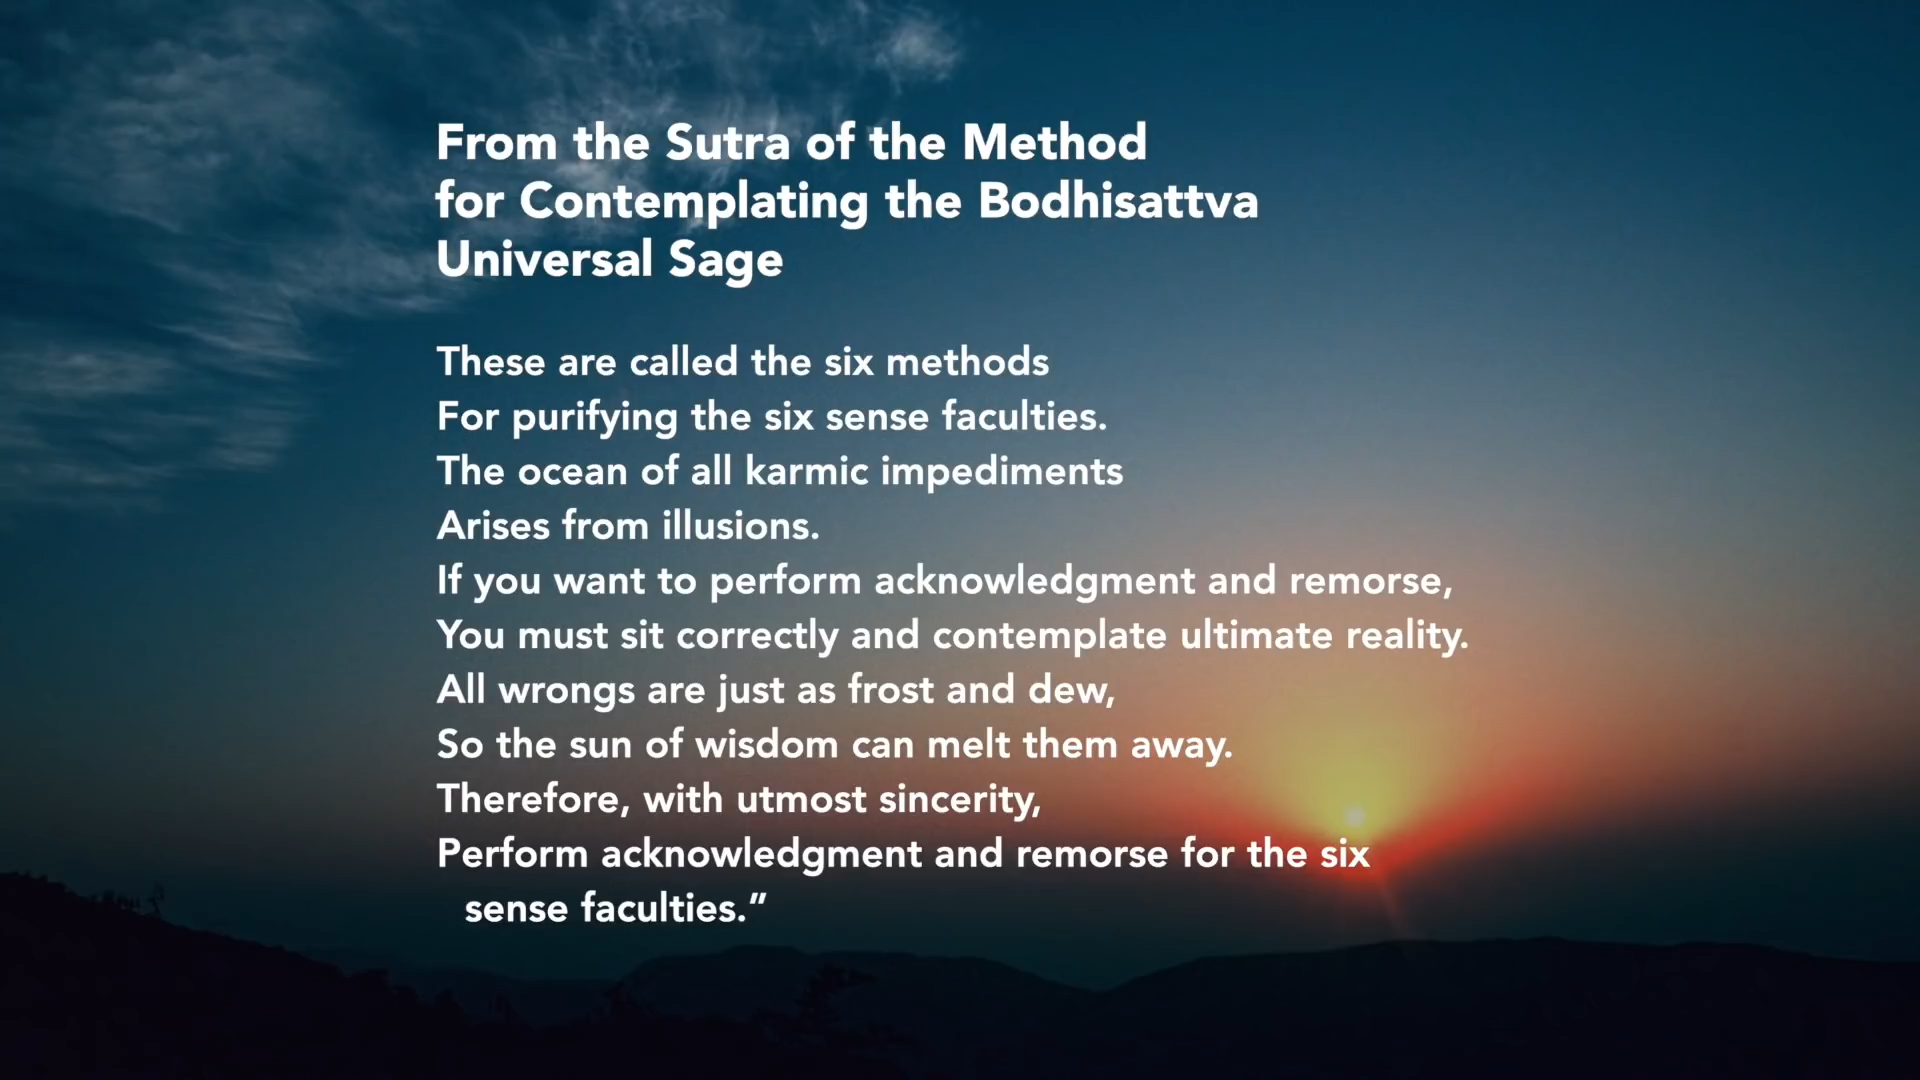 From the Sutra of the Method
for Contemplating the Bodhisattva
Universal Sage
These are called the six methods
For purifying the six sense faculties.
The ocean of all karmic impediments
Arises from illusions.
If you want to perform acknowledgment and remorse,
You must sit correctly and contemplate ultimate reality.
All wrongs are just as frost and dew,
So the sun of wisdom can melt them away.
Therefore, with utmost sincerity,
Perform acknowledgment and remorse for the six
sense faculties.”